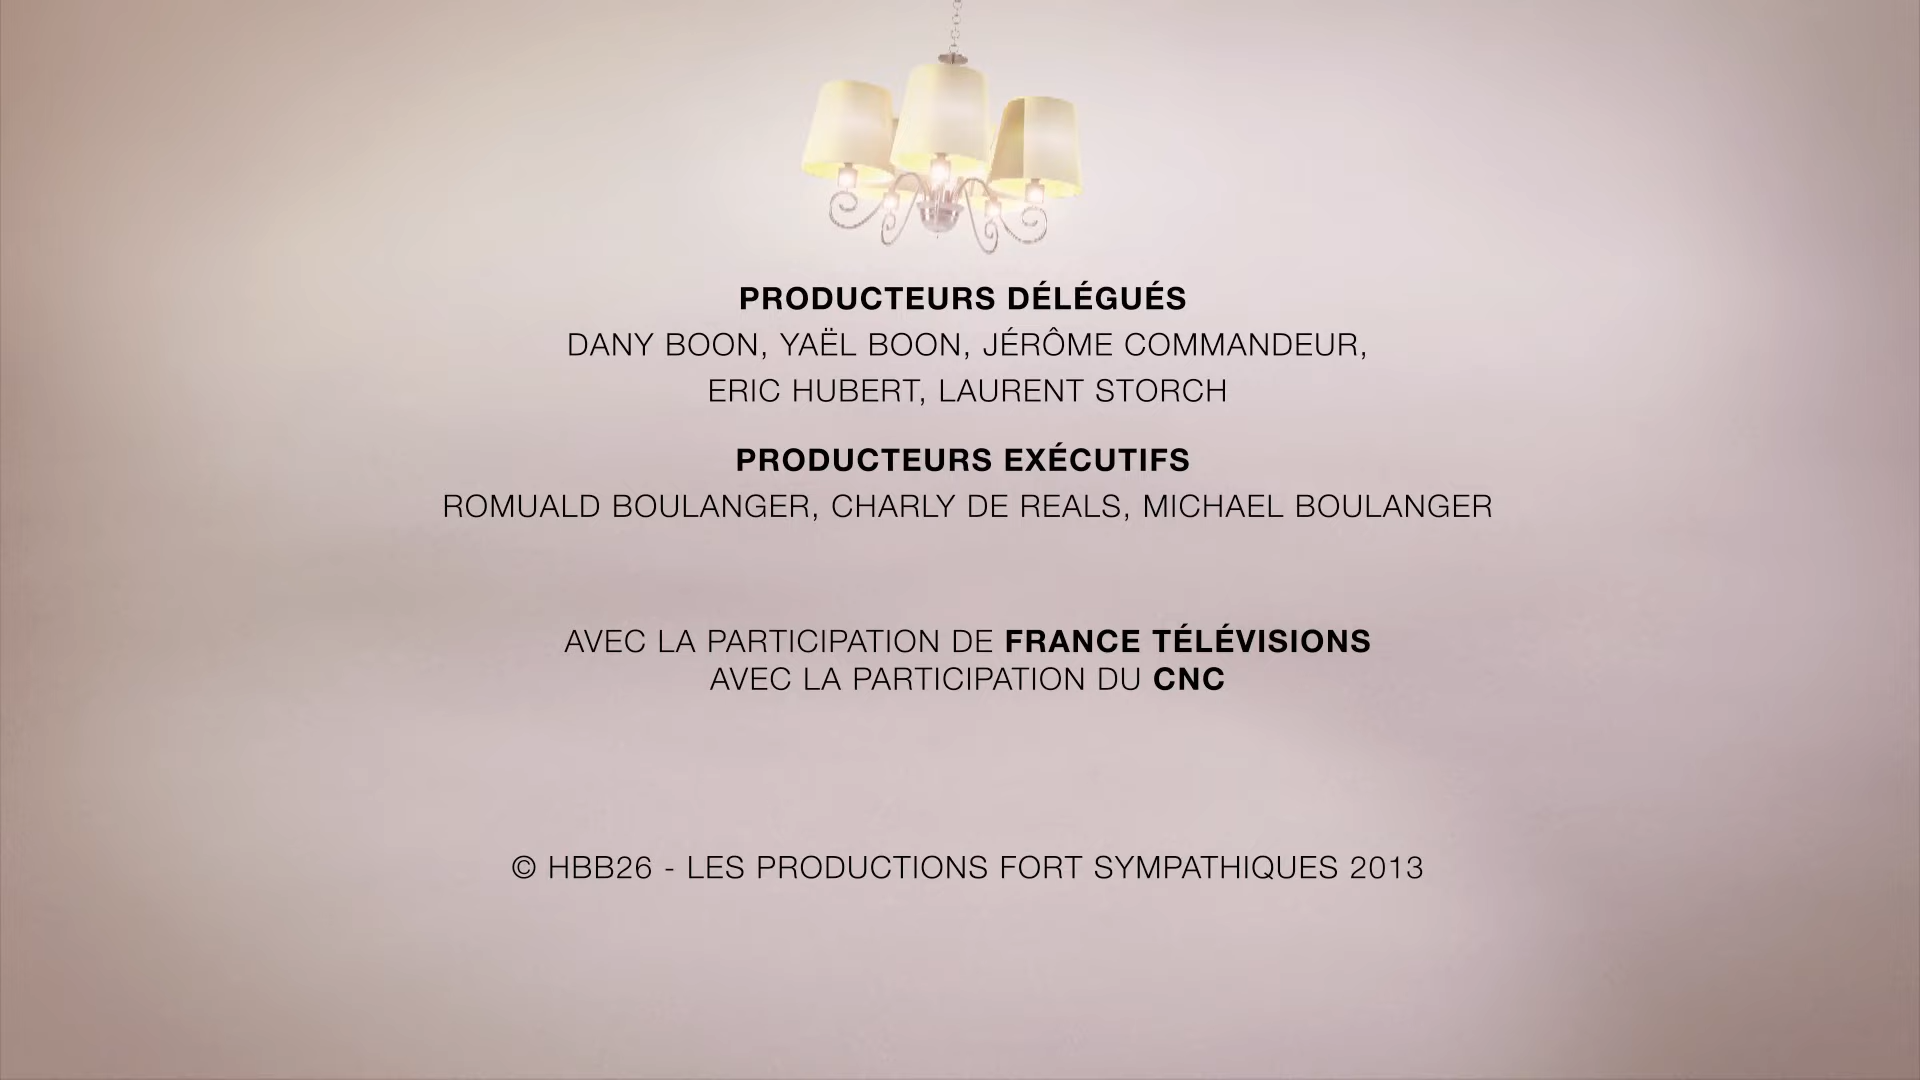 PRODUCTEURS DÉLÉGUÉS
DANY BOON, YAËL BOON, JÉRÔME COMMANDEUR,
ERIC HUBERT, LAURENT STORCH
PRODUCTEURS EXÉCUTIFS
ROMUALD BOULANGER, CHARLY DE REALS, MICHAEL BOULANGER
AVEC LA PARTICIPATION DE FRANCE TÉLÉVISIONS
AVEC LA PARTICIPATION DU CNC
© HBB26 - LES PRODUCTIONS FORT SYMPATHIQUES 2013